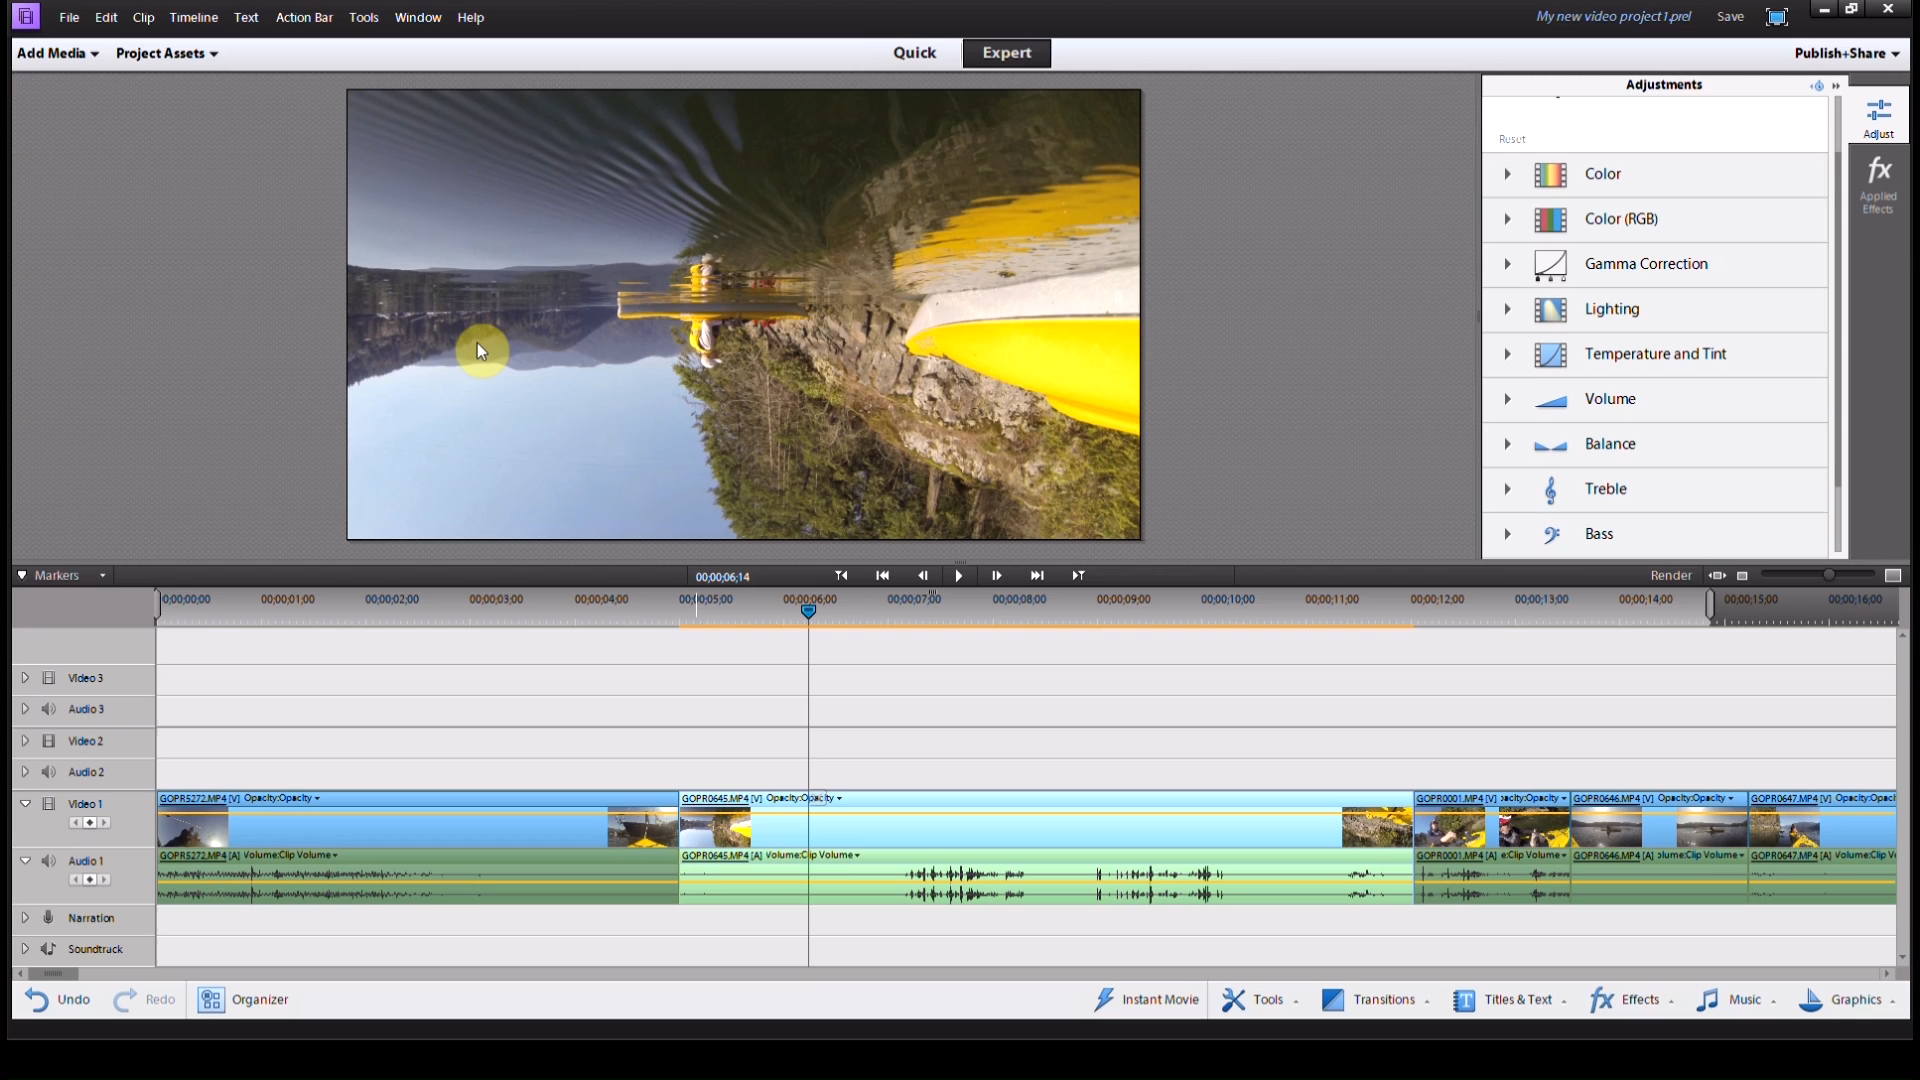 File Edit Clip Timeline Text Action Bar Tools Window Help
My new video project1.prel Save
Add Media Project Assets Quick Expert Publish+Share
Adjustments
Reset
Color
Color (RGB)
Gamma Correction
Lighting
Temperature and Tint
Volume
Balance
Treble
Bass
Adjust
fx
Applied
Effects
Markers 00;00;06;14 Render
00;00;01;00 00;00;02;00 00;00;03;00 00;00;04;00 00;00;05;00 00;00;06;00 00;00;07;00 00;00;08;00 00;00;09;00 00;00;10;00 00;00;11;00 00;00;12;00 00;00;13;00 00;00;14;00 00;00;15;00 00;00;16;00
Video 3
Audio 3
Video 2
Audio 2
Video 1
GOPR5272.MP4 [V] Opacity:Opacity GOPR0645.MP4 [V] Opacity:Opacity GOPR0001.MP4 [V] :Opacity GOPR0646.MP4 [V] Opacity:Opacity GOPR0647.MP4 [V] Opacity:Opaci
Audio 1
GOPR5272.MP4 [A] Volume:Clip Volume GOPR0645.MP4 [A] Volume:Clip Volume GOPR0001.MP4 [A] e:Clip Volume GOPR0646.MP4 [A] :Clip Volume GOPR0647.MP4 [A] Volume:Clip V
Narration
Soundtrack
Undo Redo Organizer Instant Movie Tools Transitions Titles & Text fx Effects Music Graphics